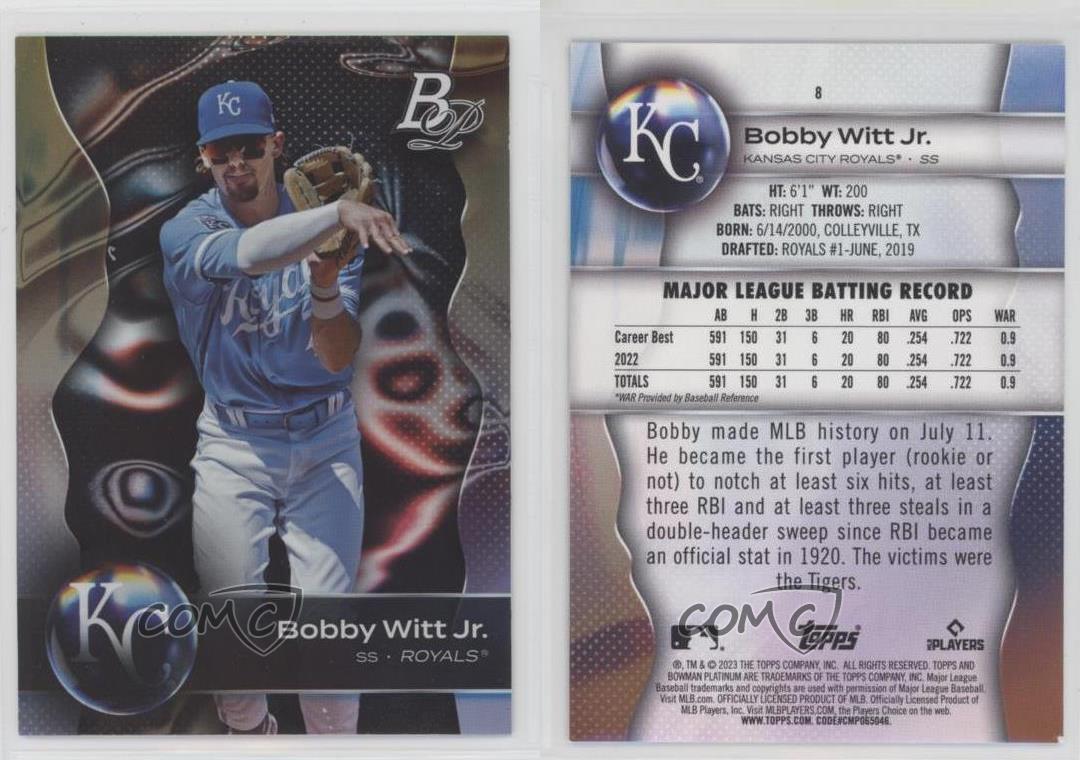 KC
BP
Royals
KC
Bobby Witt Jr.
SS · ROYALS®
COMC
8
KC®
Bobby Witt Jr.
KANSAS CITY ROYALS® · SS
HT: 6'1" WT: 200
BATS: RIGHT THROWS: RIGHT
BORN: 6/14/2000, COLLEYVILLE, TX
DRAFTED: ROYALS #1-JUNE, 2019
MAJOR LEAGUE BATTING RECORD
AB H 2B 3B HR RBI AVG OPS WAR
Career Best 591 150 31 6 20 80 .254 .722 0.9
2022 591 150 31 6 20 80 .254 .722 0.9
TOTALS 591 150 31 6 20 80 .254 .722 0.9
*WAR Provided by Baseball Reference
Bobby made MLB history on July 11.
He became the first player (rookie or
not) to notch at least six hits, at least
three RBI and at least three steals in a
double-header sweep since RBI became
an official stat in 1920. The victims were
the Tigers.
COMC
topps
MLB PLAYERS
®, TM & © 2023 THE TOPPS COMPANY, INC. ALL RIGHTS RESERVED. TOPPS AND
BOWMAN PLATINUM ARE TRADEMARKS OF THE TOPPS COMPANY, INC. Major League
Baseball trademarks and copyrights are used with permission of Major League Baseball.
Visit MLB.com. OFFICIALLY LICENSED PRODUCT OF MLB. Officially Licensed Product of
MLB Players, Inc. Visit MLBPLAYERS.COM, the Players Choice on the web.
WWW.TOPPS.COM. CODE#CMP065046.